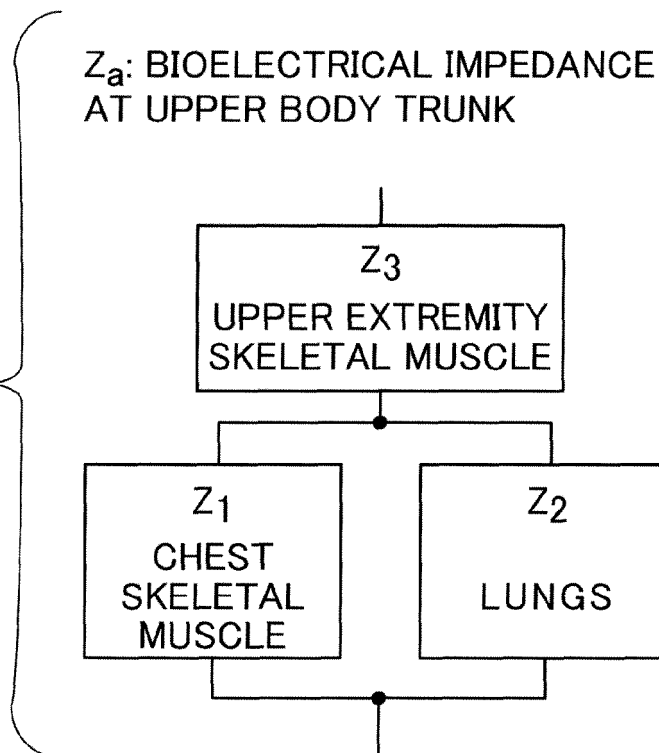 Za: BIOELECTRICAL IMPEDANCE
AT UPPER BODY TRUNK
Z3
UPPER EXTREMITY
SKELETAL MUSCLE
Z1
CHEST
SKELETAL
MUSCLE
Z2
LUNGS